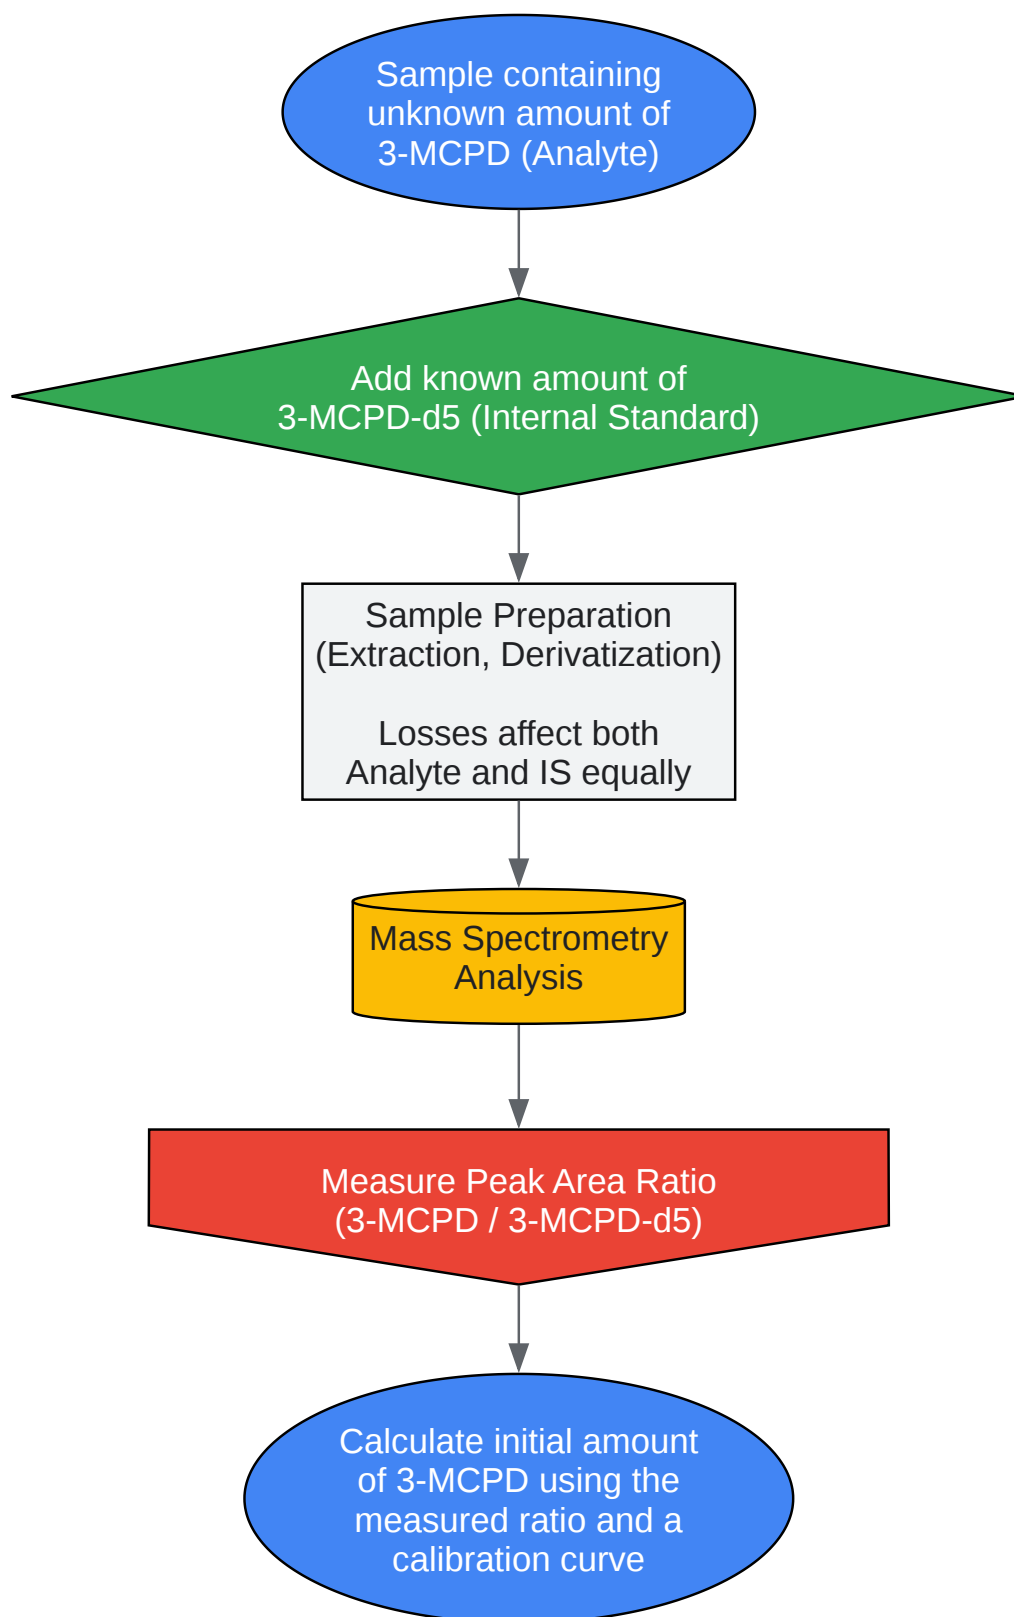 Sample containing
unknown amount of
3-MCPD (Analyte)
Add known amount of
3-MCPD-d5 (Internal Standard)
Sample Preparation
(Extraction, Derivatization)
Losses affect both
Analyte and IS equally
Mass Spectrometry
Analysis
Measure Peak Area Ratio
(3-MCPD / 3-MCPD-d5)
Calculate initial amount
of 3-MCPD using the
measured ratio and a
calibration curve